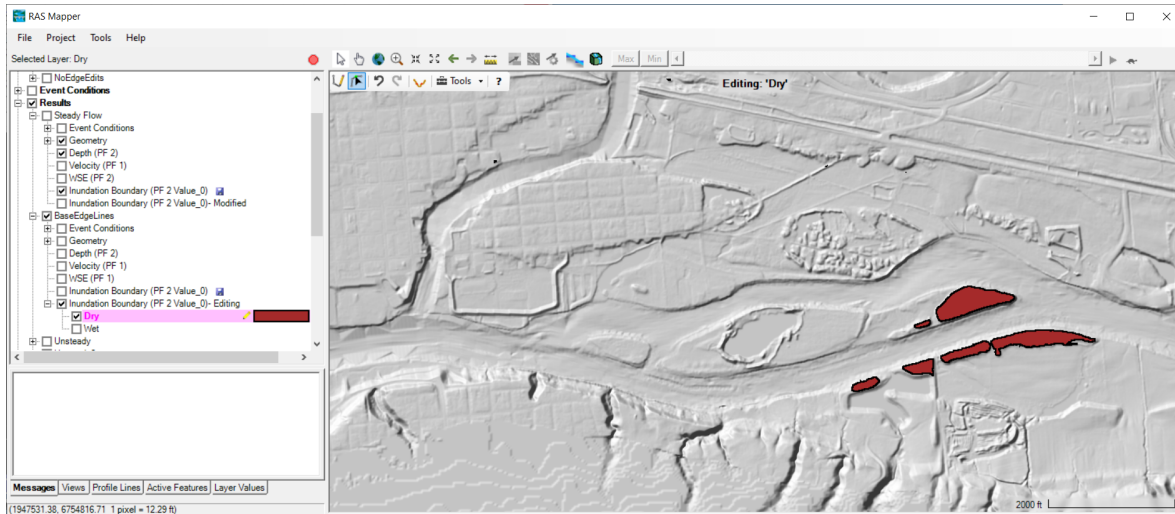 RAS Mapper
File Project Tools Help
Selected Layer: Dry
Max Min
NoEdgeEdits
Event Conditions
Results
Steady Flow
Event Conditions
Geometry
Depth (PF 2)
Velocity (PF 1)
WSE (PF 2)
Inundation Boundary (PF 2 Value_0)
Inundation Boundary (PF 2 Value_0)- Modified
BaseEdgeLines
Event Conditions
Geometry
Depth (PF 2)
Velocity (PF 1)
WSE (PF 1)
Inundation Boundary (PF 2 Value_0)
Inundation Boundary (PF 2 Value_0)- Editing
Dry
Wet
Unsteady
Tools ?
Editing: 'Dry'
2000 ft
Messages Views Profile Lines Active Features Layer Values
(1947531.38, 6754816.71 1 pixel = 12.29 ft)